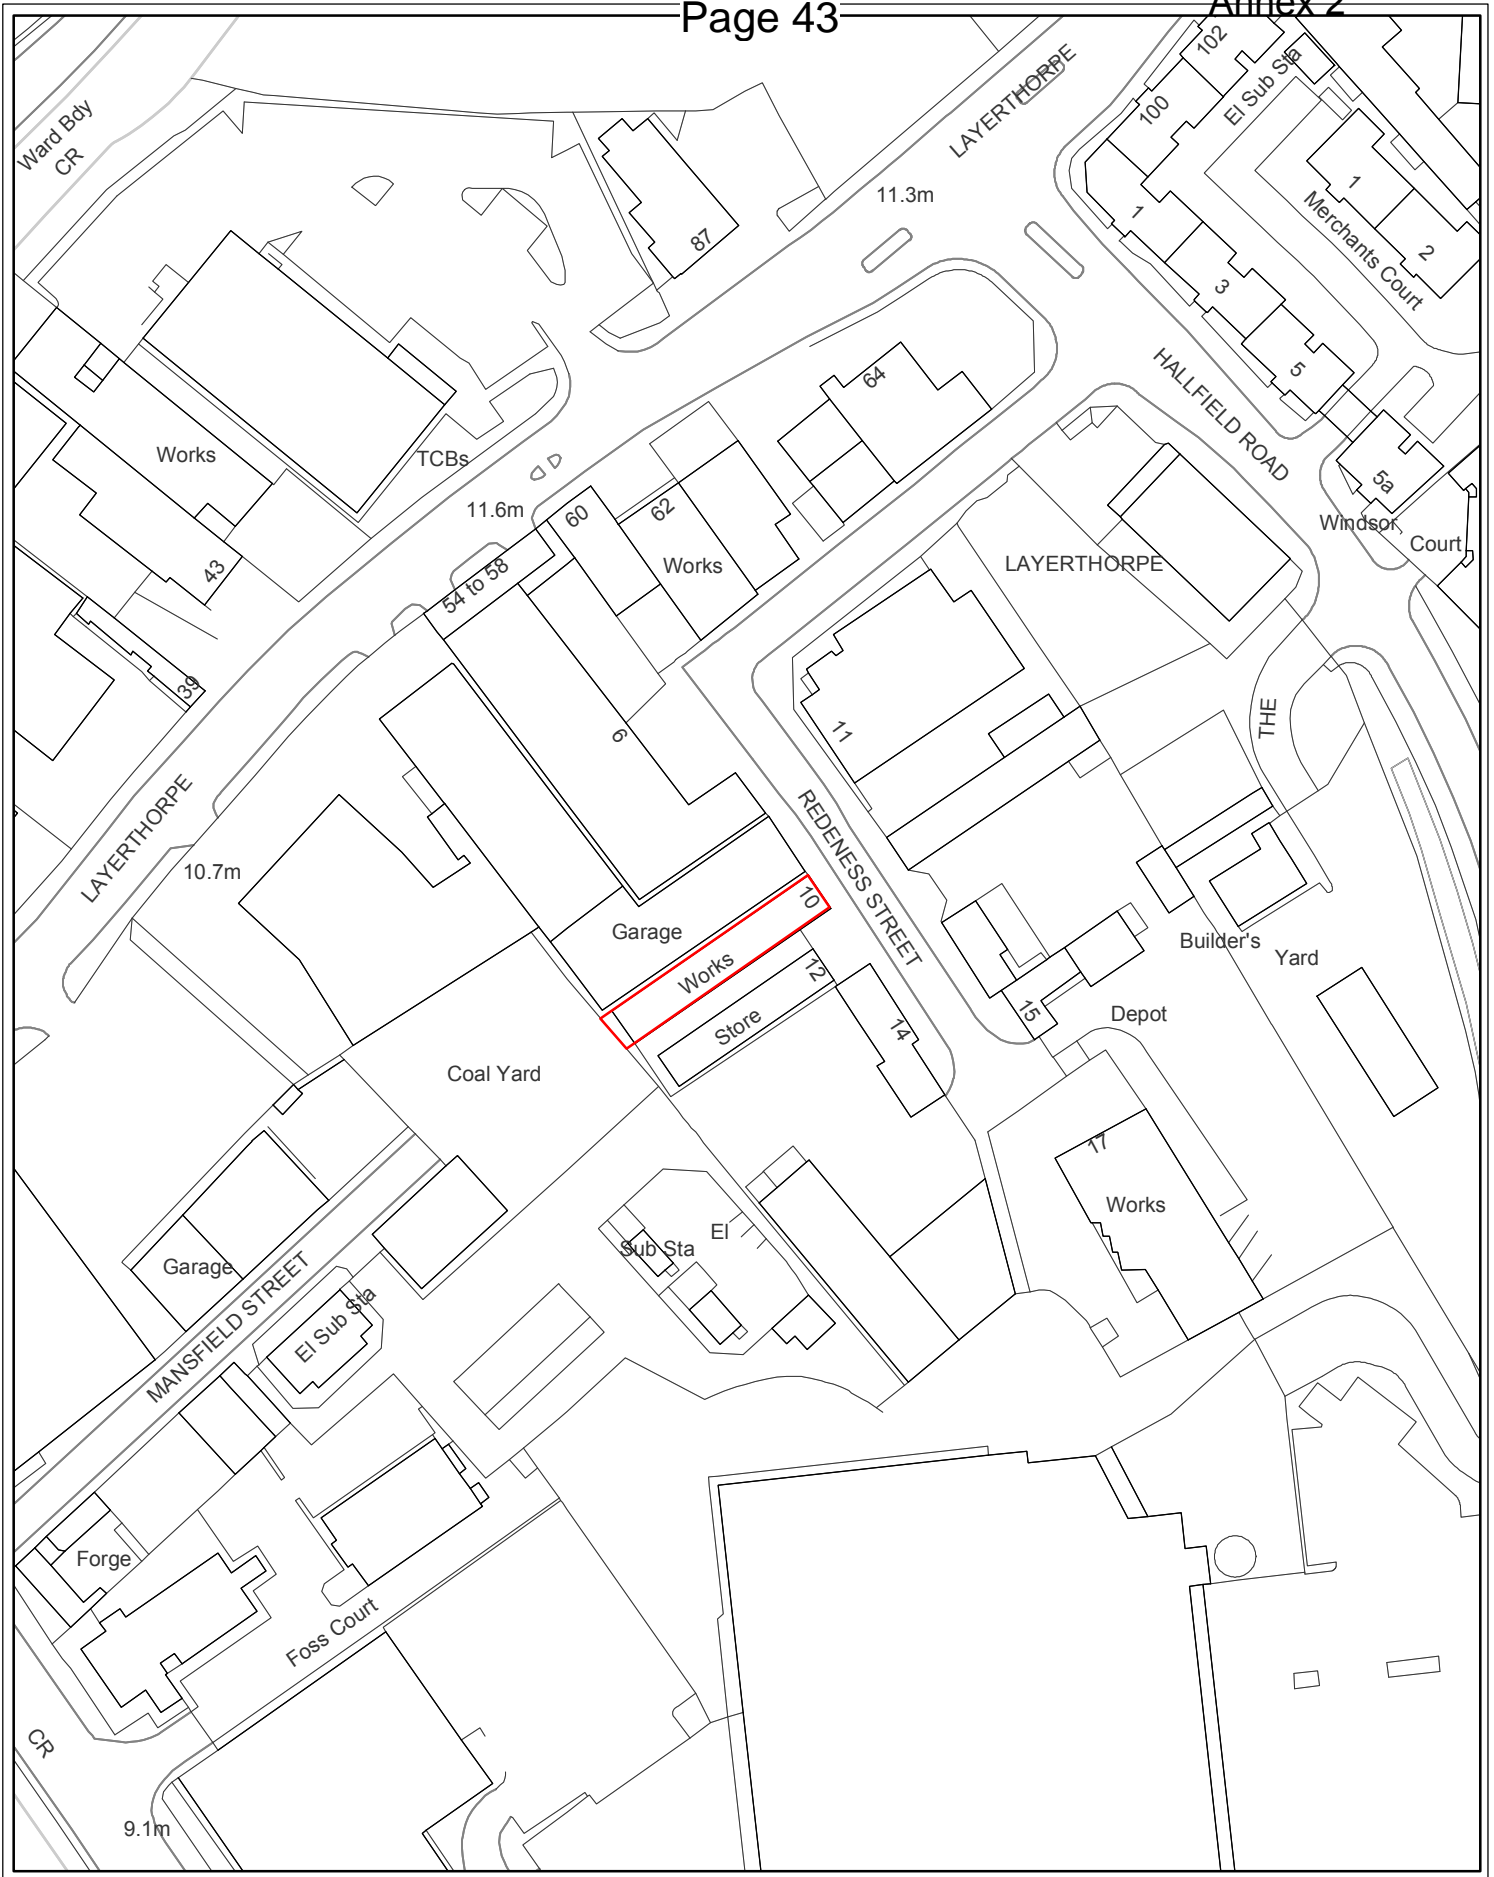 Page 43
Annex 2
Ward Bdy
CR
LAYERTHORPE
102
El Sub Sta
100
11.3m
1
Merchants Court
2
87
1
3
5
HALLFIELD ROAD
64
5a
Windsor
Court
Works
TCBs
11.6m
60
62
Works
54 to 58
43
39
LAYERTHORPE
THE
6
11
LAYERTHORPE
10.7m
REDENESS STREET
10
Garage
Works
12
Store
14
15
Builder's
Yard
Depot
Coal Yard
17
Works
El
Sub Sta
Garage
MANSFIELD STREET
El Sub Sta
Forge
Foss Court
CR
9.1m